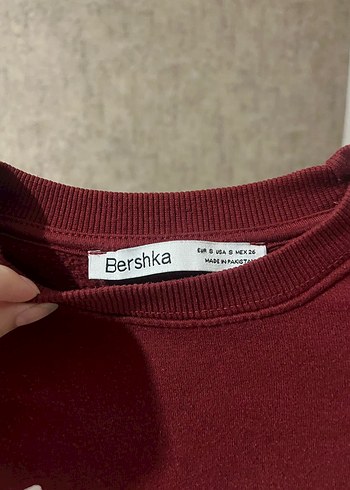 Bershka
EUR S USA S MEX 26
MADE IN PAKISTAN